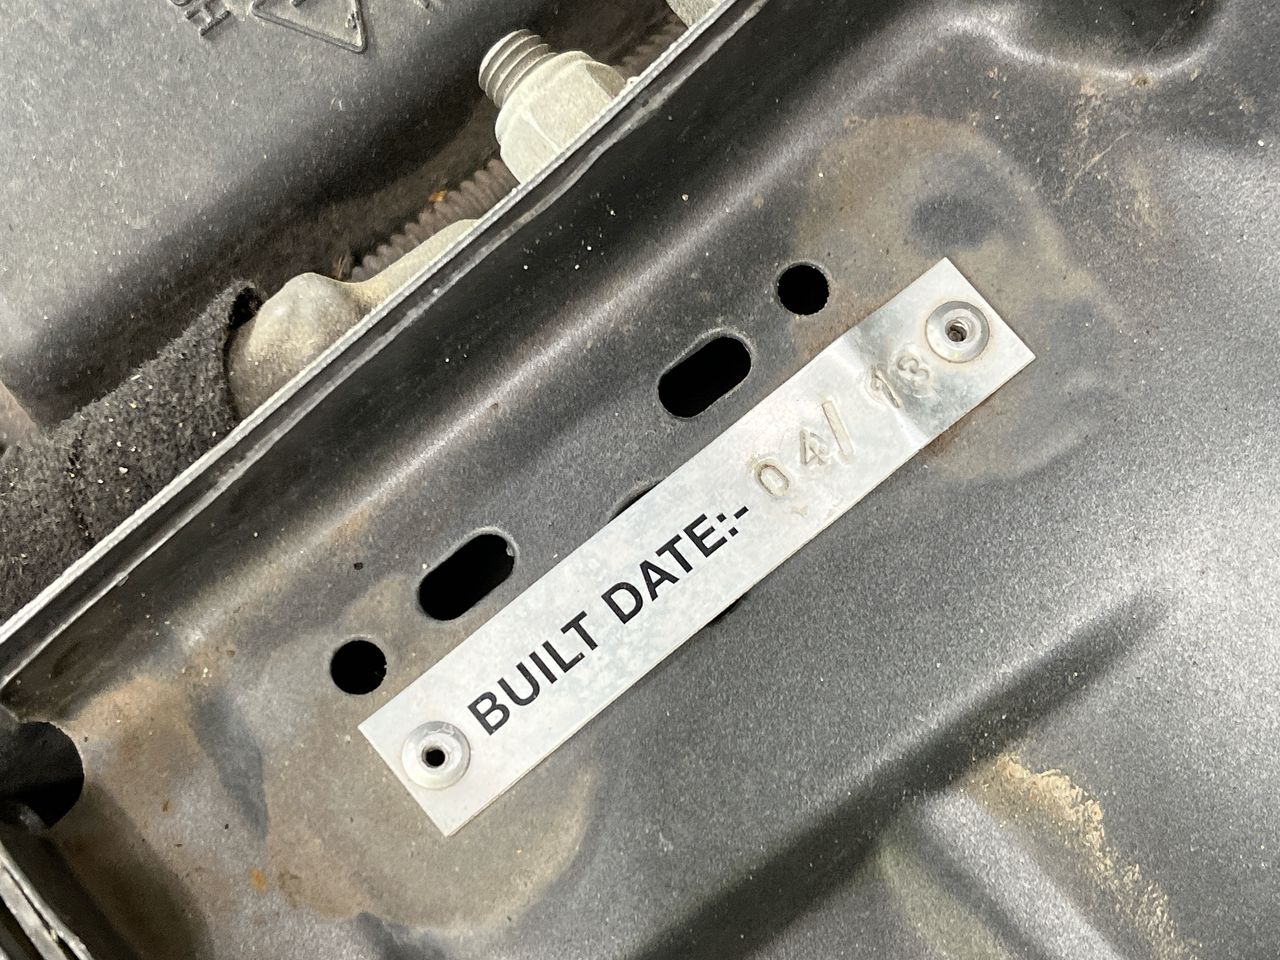 BUILT DATE:- 04/ 13